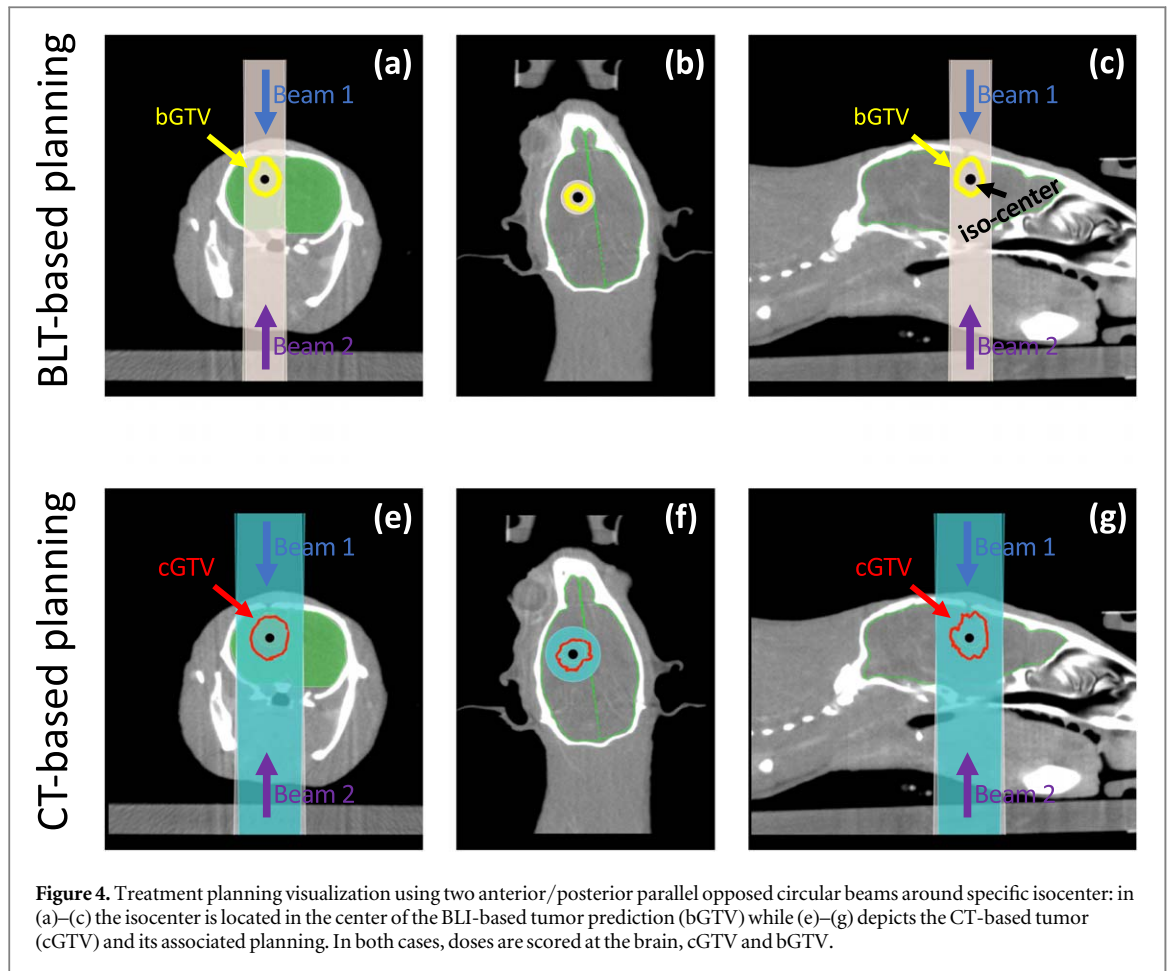 BLT-based planning
(a)
Beam 1
bGTV
Beam 2
(b)
(c)
Beam 1
bGTV
iso-center
Beam 2
CT-based planning
(e)
Beam 1
cGTV
Beam 2
(f)
(g)
Beam 1
cGTV
Beam 2
Figure 4. Treatment planning visualization using two anterior/posterior parallel opposed circular beams around specific isocenter: in
(a)–(c) the isocenter is located in the center of the BLI-based tumor prediction (bGTV) while (e)–(g) depicts the CT-based tumor
(cGTV) and its associated planning. In both cases, doses are scored at the brain, cGTV and bGTV.